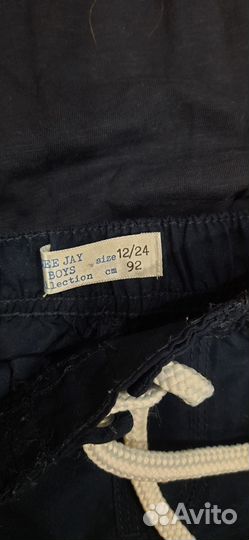 EE JAY size 12/24
BOYS cm 92
llection
Avito